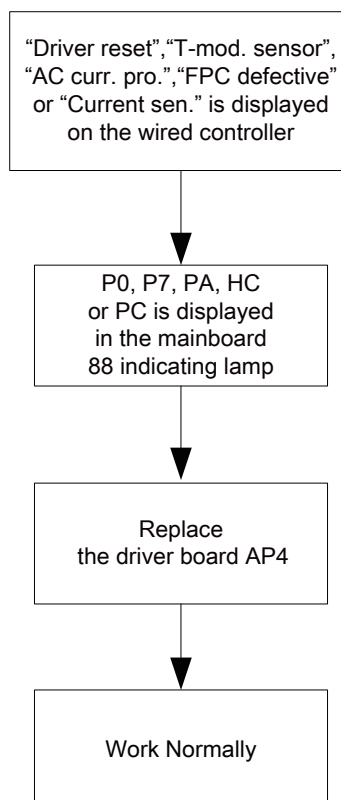 “Driver reset”,“T-mod. sensor”,
“AC curr. pro.”,“FPC defective”
or “Current sen.” is displayed
on the wired controller
P0, P7, PA, HC
or PC is displayed
in the mainboard
88 indicating lamp
Replace
the driver board AP4
Work Normally